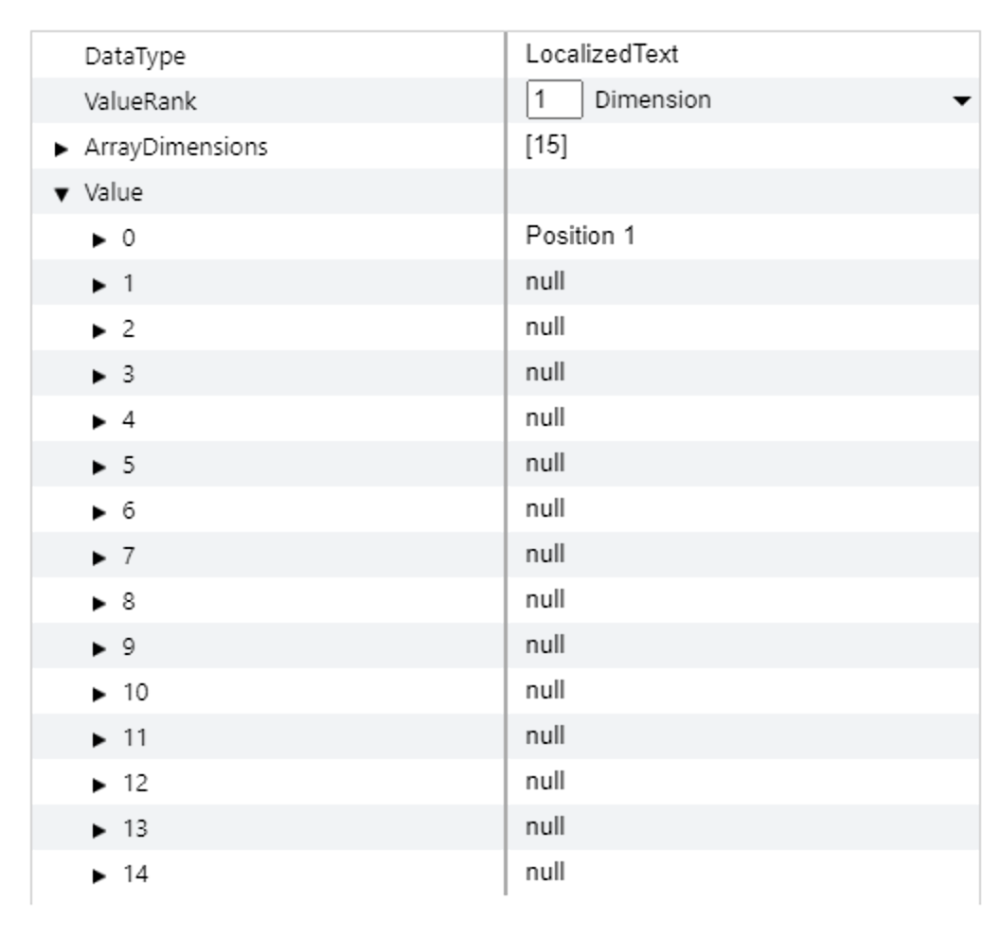 DataType LocalizedText
ValueRank 1 Dimension
ArrayDimensions [15]
Value
0 Position 1
1 null
2 null
3 null
4 null
5 null
6 null
7 null
8 null
9 null
10 null
11 null
12 null
13 null
14 null